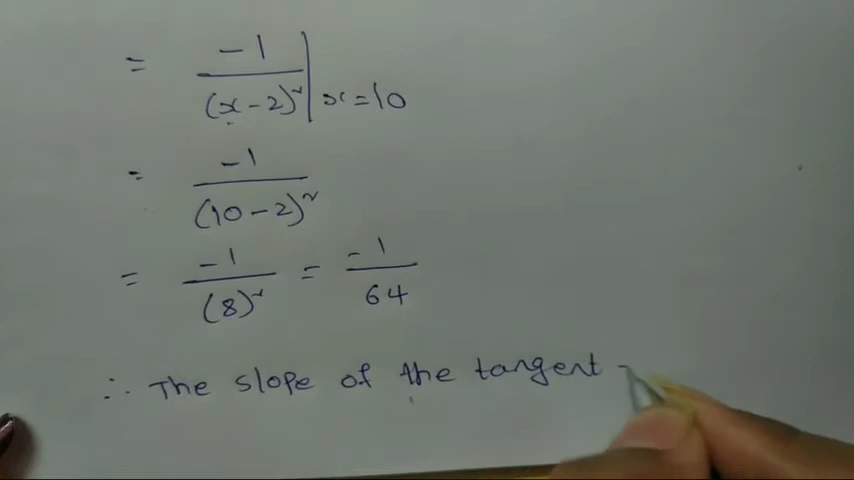 = -1/(x-2)² | x=10
= -1/(10-2)²
= -1/(8)² = -1/64
∴ The slope of the tangent